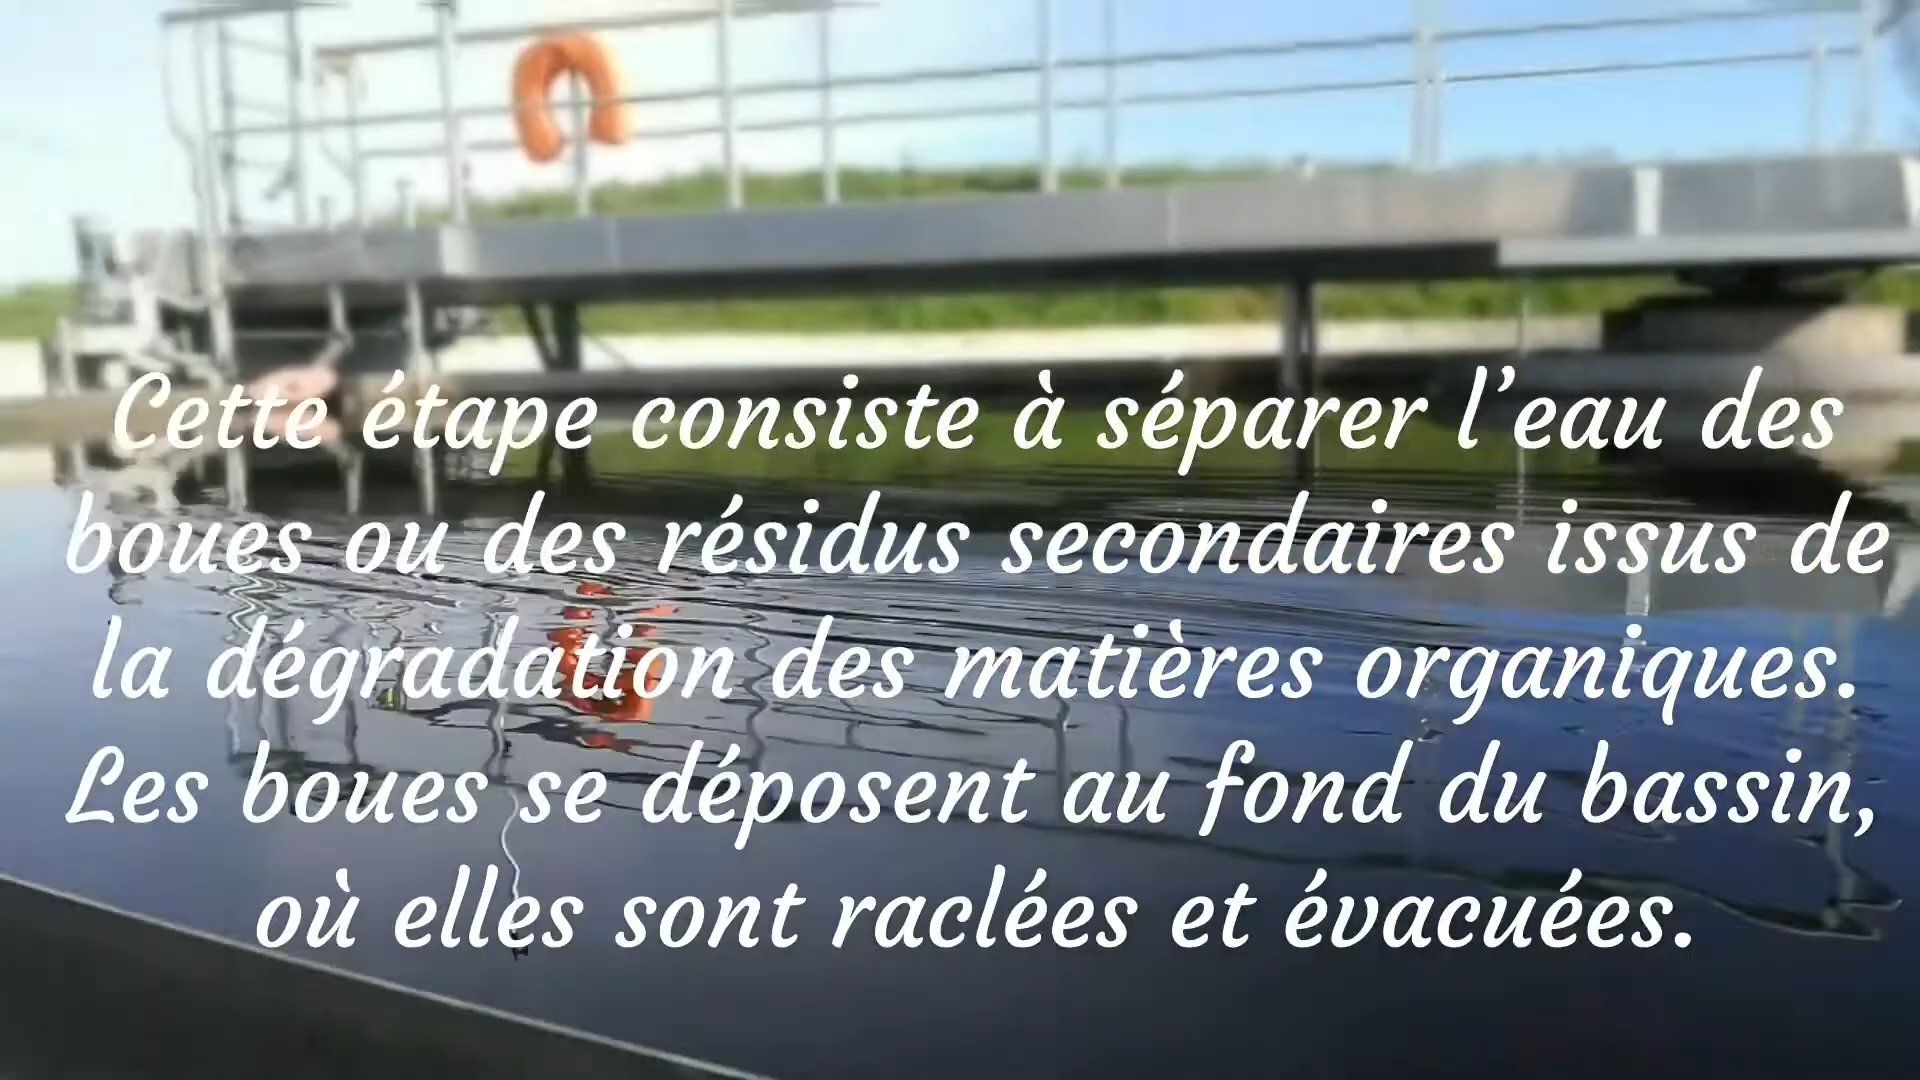 Cette étape consiste à séparer l’eau des
boues ou des résidus secondaires issus de
la dégradation des matières organiques.
Les boues se déposent au fond du bassin,
où elles sont raclées et évacuées.